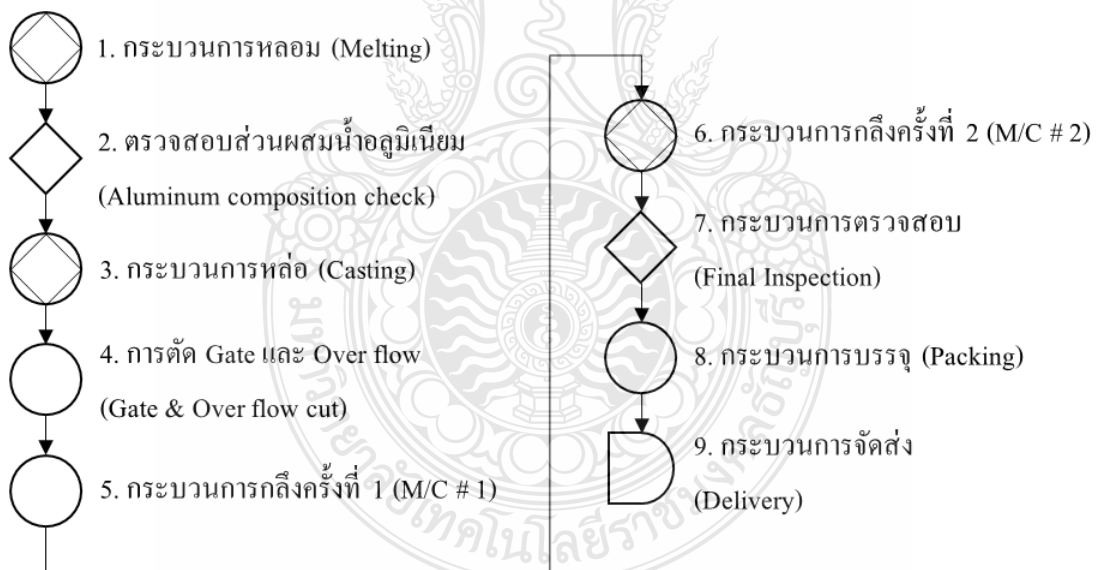 1. กระบวนการหลอม (Melting)
2. ตรวจสอบส่วนผสมน้ำอลูมิเนียม
(Aluminum composition check)
3. กระบวนการหล่อ (Casting)
4. การตัด Gate และ Over flow
(Gate & Over flow cut)
5. กระบวนการกลึงครั้งที่ 1 (M/C # 1)
6. กระบวนการกลึงครั้งที่ 2 (M/C # 2)
7. กระบวนการตรวจสอบ
(Final Inspection)
8. กระบวนการบรรจุ (Packing)
9. กระบวนการจัดส่ง
(Delivery)